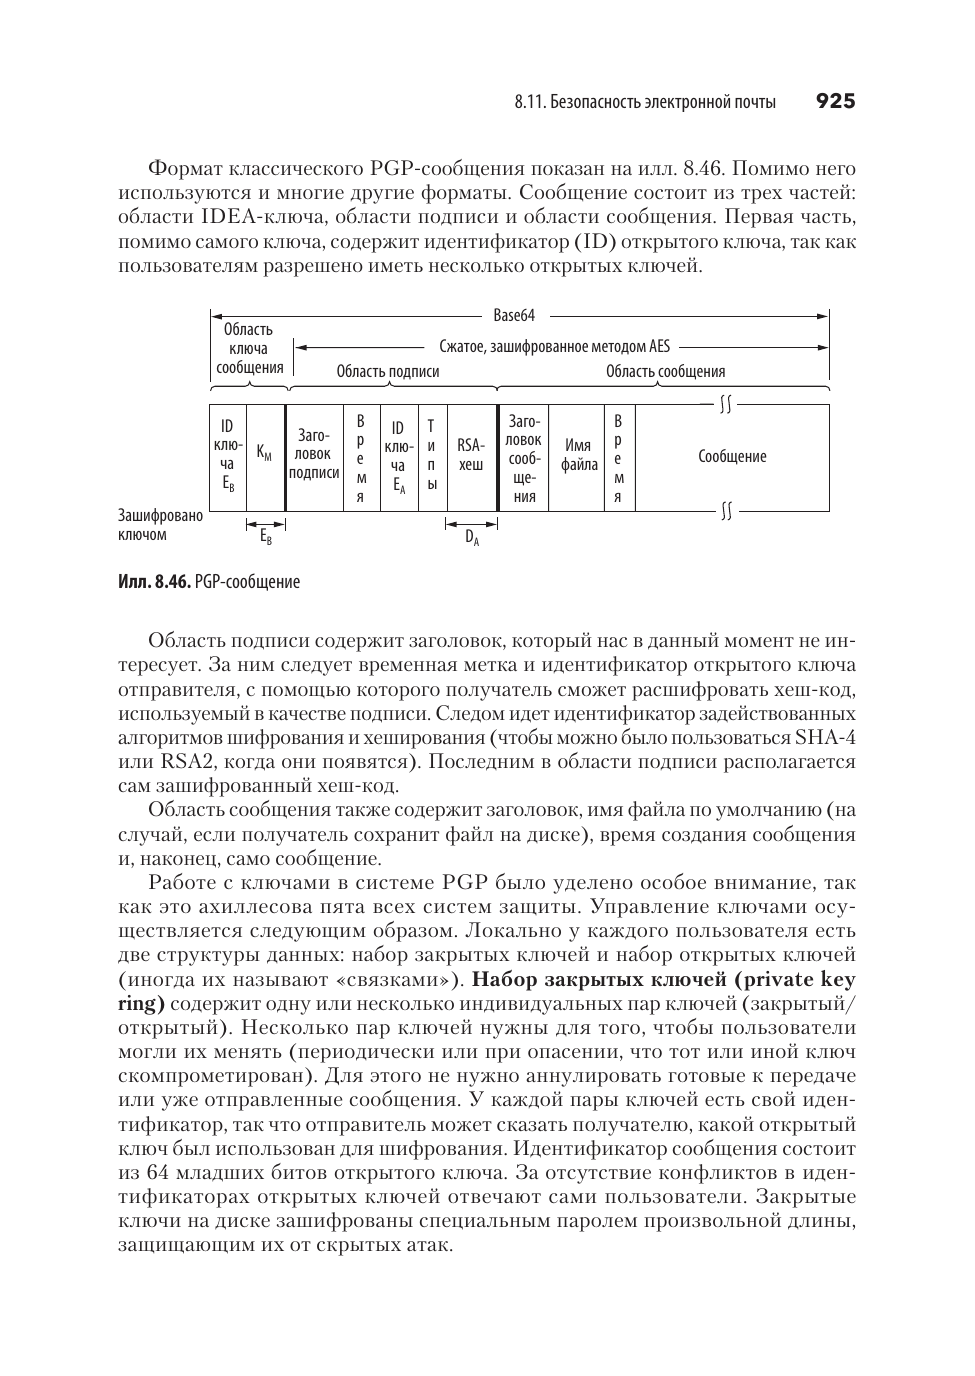 8.11. Безопасность электронной почты 925
Формат классического PGP-сообщения показан на илл. 8.46. Помимо него
используются и многие другие форматы. Сообщение состоит из трех частей:
области IDEA-ключа, области подписи и области сообщения. Первая часть,
помимо самого ключа, содержит идентификатор (ID) открытого ключа, так как
пользователям разрешено иметь несколько открытых ключей.
Base64
Область
ключа
сообщения
Сжатое, зашифрованное методом AES
Область подписи
Область сообщения
ID
клю-
ча
E_B
K_M
Заго-
ловок
подписи
В
р
е
м
я
ID
клю-
ча
E_A
Т
и
п
ы
RSA-
хеш
Заго-
ловок
сооб-
ще-
ния
Имя
файла
В
р
е
м
я
Сообщение
Зашифровано
ключом
E_B
D_A
Илл. 8.46. PGP-сообщение
Область подписи содержит заголовок, который нас в данный момент не ин-
тересует. За ним следует временная метка и идентификатор открытого ключа
отправителя, с помощью которого получатель сможет расшифровать хеш-код,
используемый в качестве подписи. Следом идет идентификатор задействованных
алгоритмов шифрования и хеширования (чтобы можно было пользоваться SHA-4
или RSA2, когда они появятся). Последним в области подписи располагается
сам зашифрованный хеш-код.
Область сообщения также содержит заголовок, имя файла по умолчанию (на
случай, если получатель сохранит файл на диске), время создания сообщения
и, наконец, само сообщение.
Работе с ключами в системе PGP было уделено особое внимание, так
как это ахиллесова пята всех систем защиты. Управление ключами осу-
ществляется следующим образом. Локально у каждого пользователя есть
две структуры данных: набор закрытых ключей и набор открытых ключей
(иногда их называют «связками»). Набор закрытых ключей (private key
ring) содержит одну или несколько индивидуальных пар ключей (закрытый/
открытый). Несколько пар ключей нужны для того, чтобы пользователи
могли их менять (периодически или при опасении, что тот или иной ключ
скомпрометирован). Для этого не нужно аннулировать готовые к передаче
или уже отправленные сообщения. У каждой пары ключей есть свой иден-
тификатор, так что отправитель может сказать получателю, какой открытый
ключ был использован для шифрования. Идентификатор сообщения состоит
из 64 младших битов открытого ключа. За отсутствие конфликтов в иден-
тификаторах открытых ключей отвечают сами пользователи. Закрытые
ключи на диске зашифрованы специальным паролем произвольной длины,
защищающим их от скрытых атак.